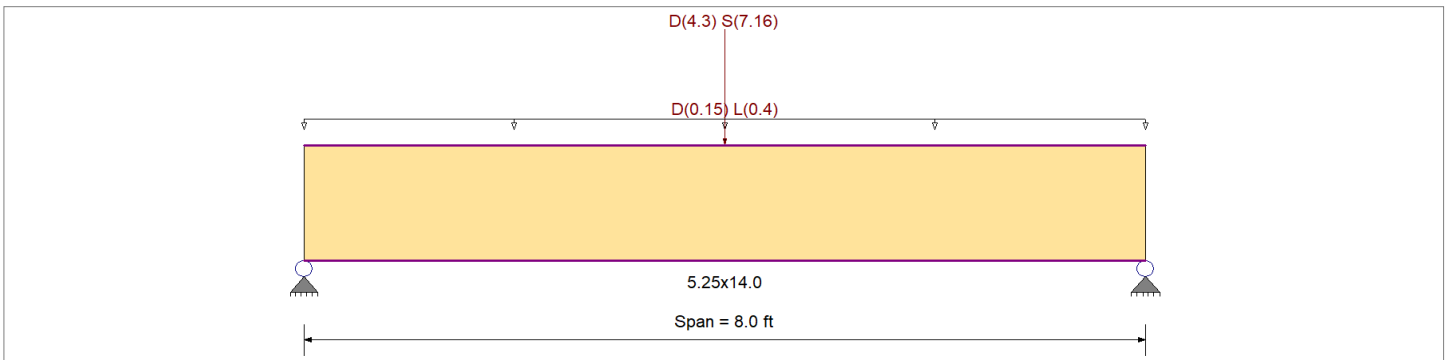 D(4.3) S(7.16)
D(0.15) L(0.4)
5.25x14.0
Span = 8.0 ft